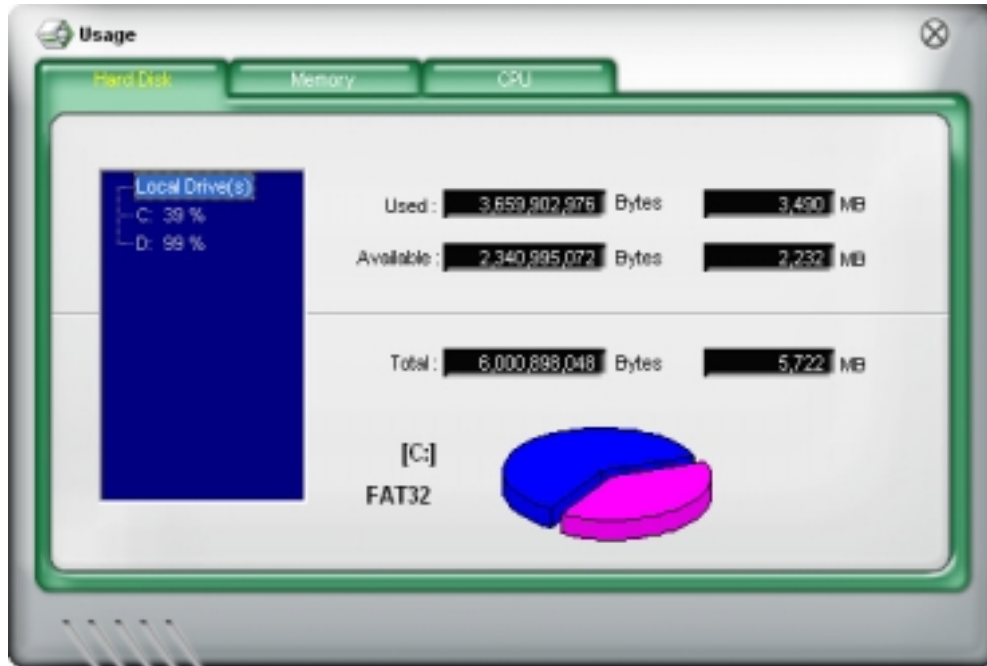 Usage
Hard Disk Memory CPU
Local Drive(s)
C: 39 %
D: 99 %
Used : 3,659,902,976 Bytes 3,490 MB
Available : 2,340,995,072 Bytes 2,232 MB
Total : 6,000,898,048 Bytes 5,722 MB
[C:]
FAT32